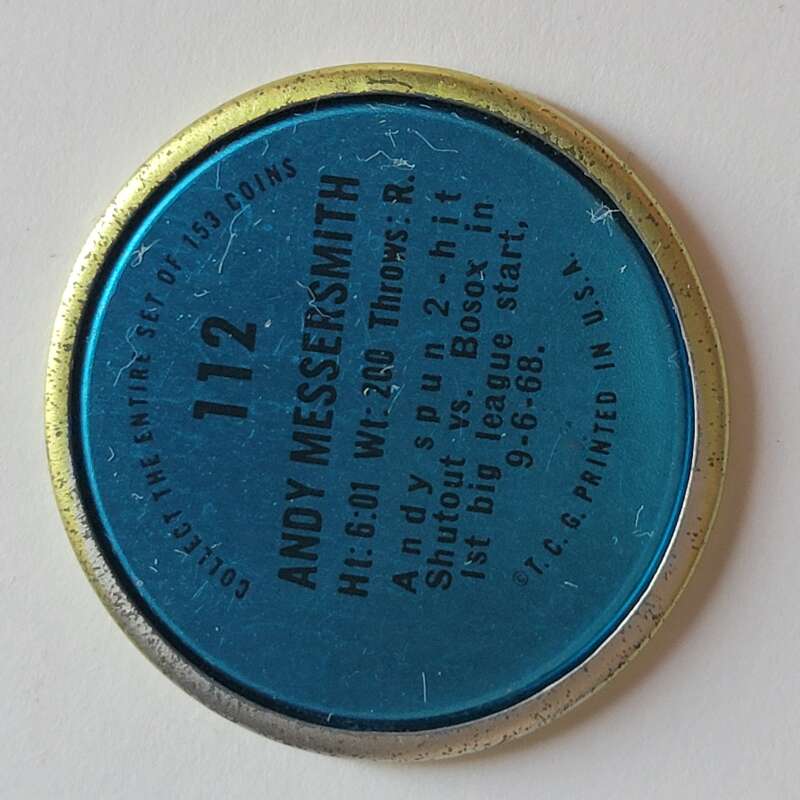 COLLECT THE ENTIRE SET OF 153 COINS
112
ANDY MESSERSMITH
Ht: 6:01 Wt: 200 Throws: R.
Andy spun 2-hit
Shutout vs. Bosox in
1st big league start,
9-6-68.
© T. C. G. PRINTED IN U.S.A.